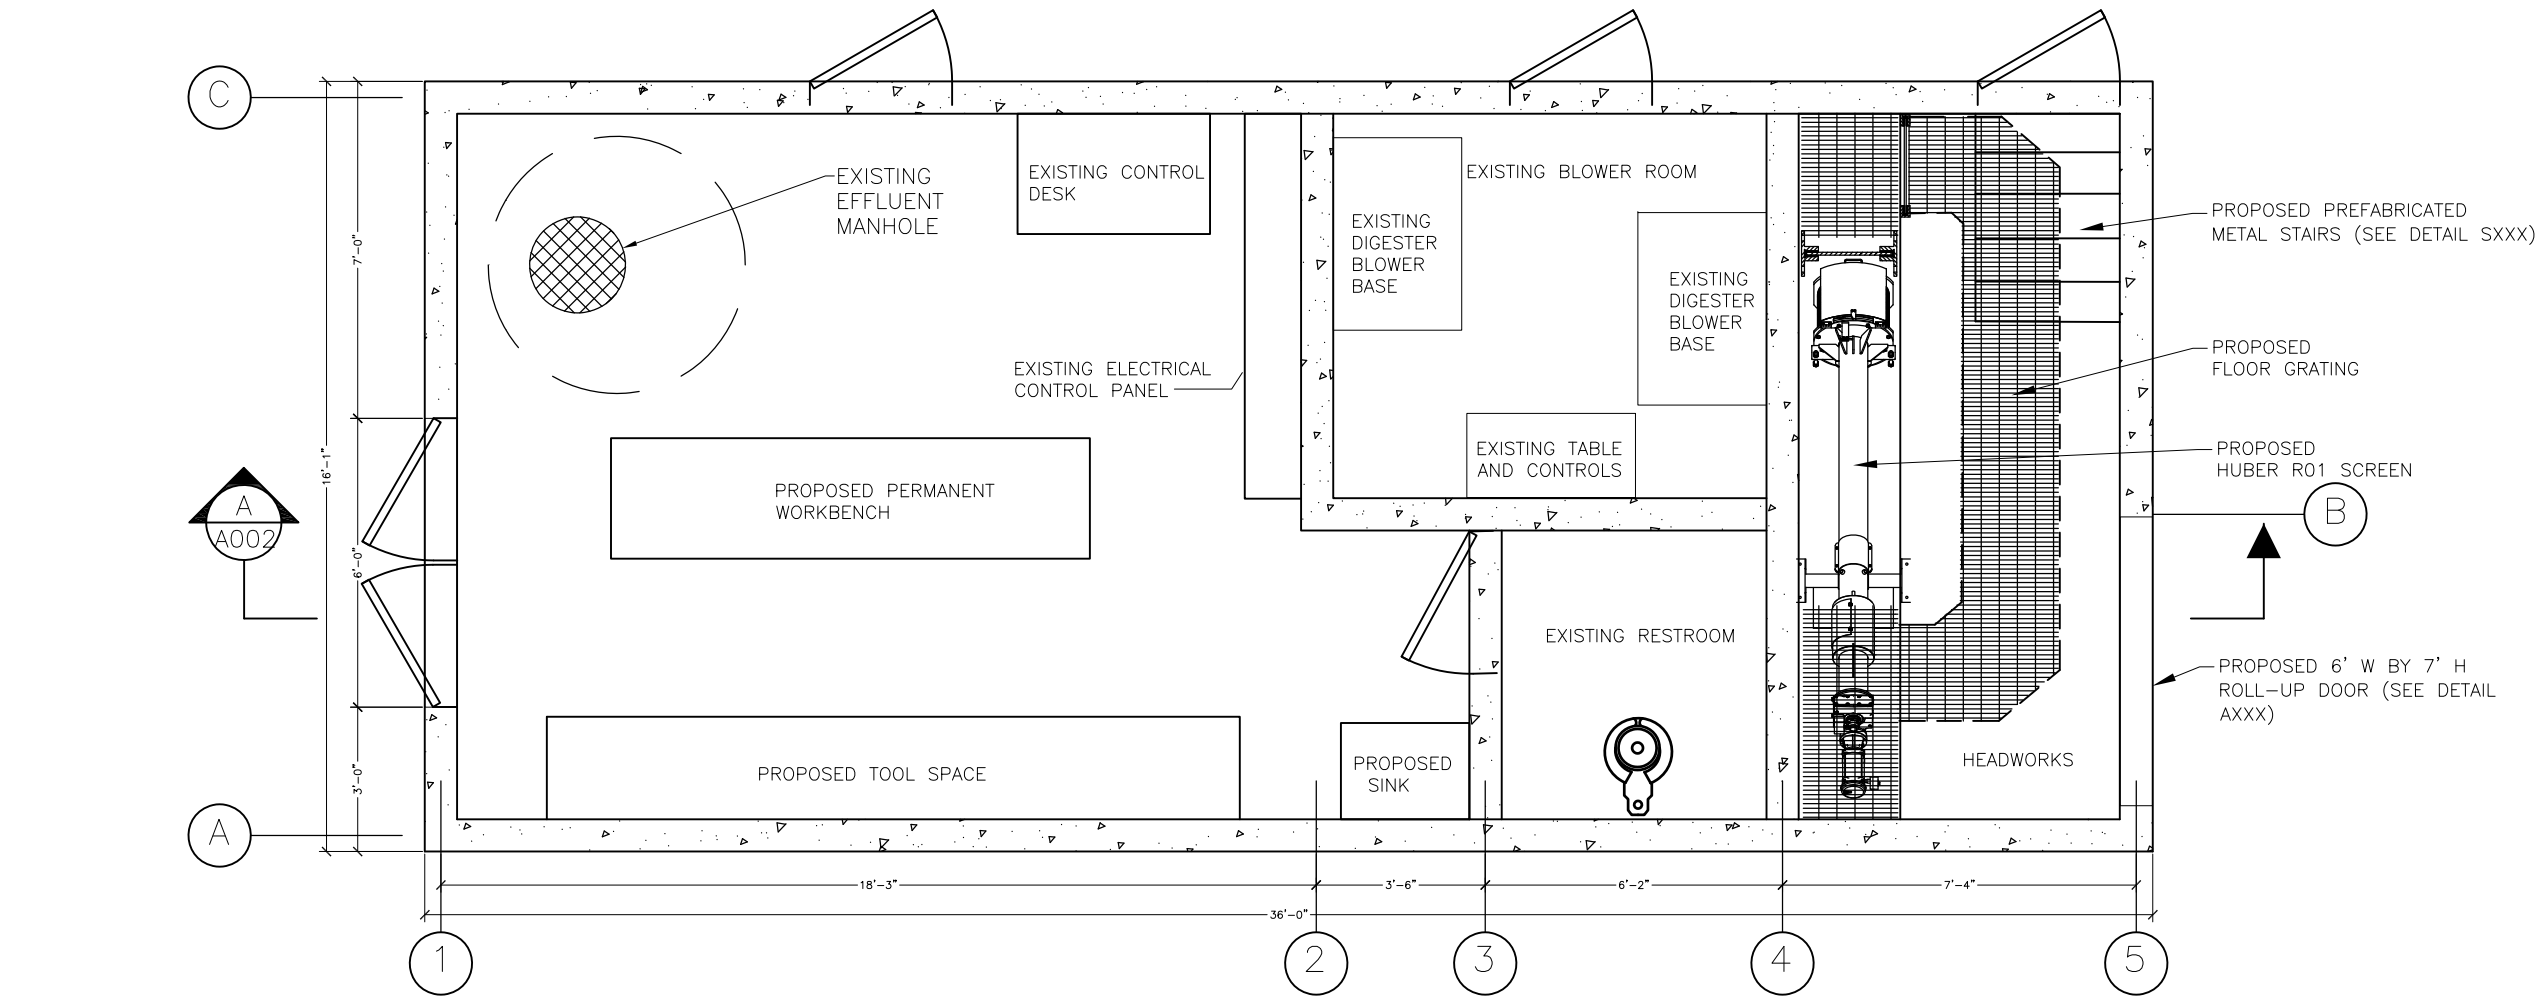 C
EXISTING
EFFLUENT
MANHOLE
EXISTING CONTROL
DESK
EXISTING BLOWER ROOM
EXISTING
DIGESTER
BLOWER
BASE
EXISTING
DIGESTER
BLOWER
BASE
PROPOSED PREFABRICATED
METAL STAIRS (SEE DETAIL SXXX)
7'-0"
EXISTING ELECTRICAL
CONTROL PANEL
PROPOSED
FLOOR GRATING
16'-1"
EXISTING TABLE
AND CONTROLS
PROPOSED
HUBER R01 SCREEN
A
A002
PROPOSED PERMANENT
WORKBENCH
B
6'-0"
EXISTING RESTROOM
PROPOSED 6' W BY 7' H
ROLL-UP DOOR (SEE DETAIL
AXXX)
3'-0"
PROPOSED TOOL SPACE
PROPOSED
SINK
HEADWORKS
A
18'-3"
3'-6"
6'-2"
7'-4"
36'-0"
1
2
3
4
5